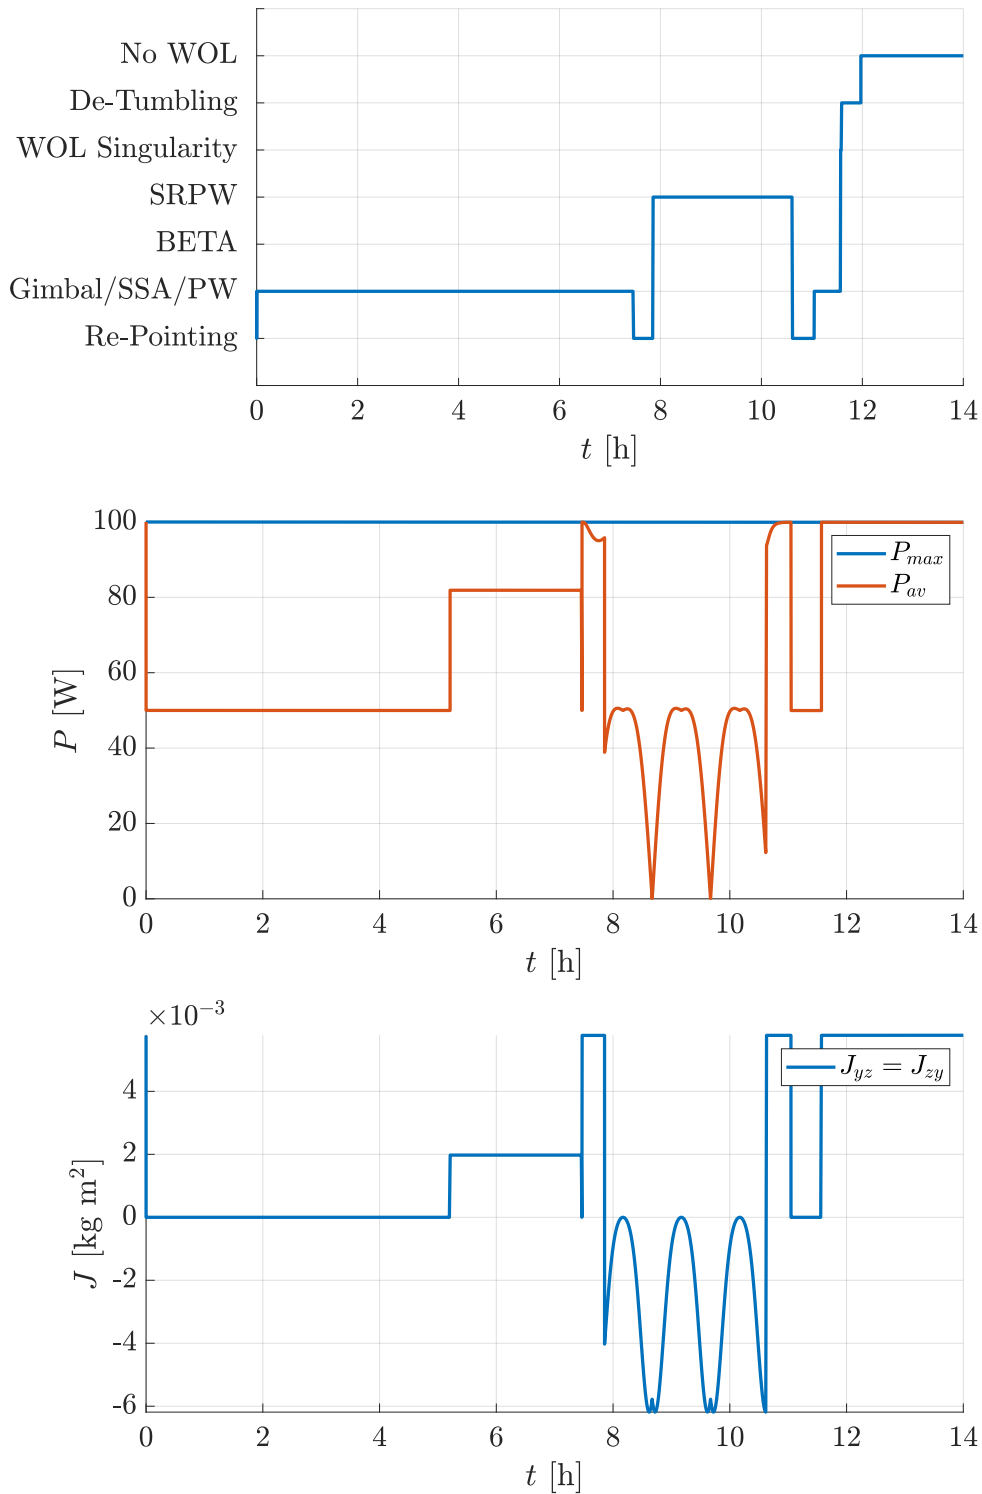 No WOL
De-Tumbling
WOL Singularity
SRPW
BETA
Gimbal/SSA/PW
Re-Pointing
0 2 4 6 8 10 12 14
t [h]
100
80
60
40
20
0
P [W]
P_max
P_av
0 2 4 6 8 10 12 14
t [h]
×10⁻³
4
2
0
-2
-4
-6
J [kg m²]
J_yz = J_zy
0 2 4 6 8 10 12 14
t [h]